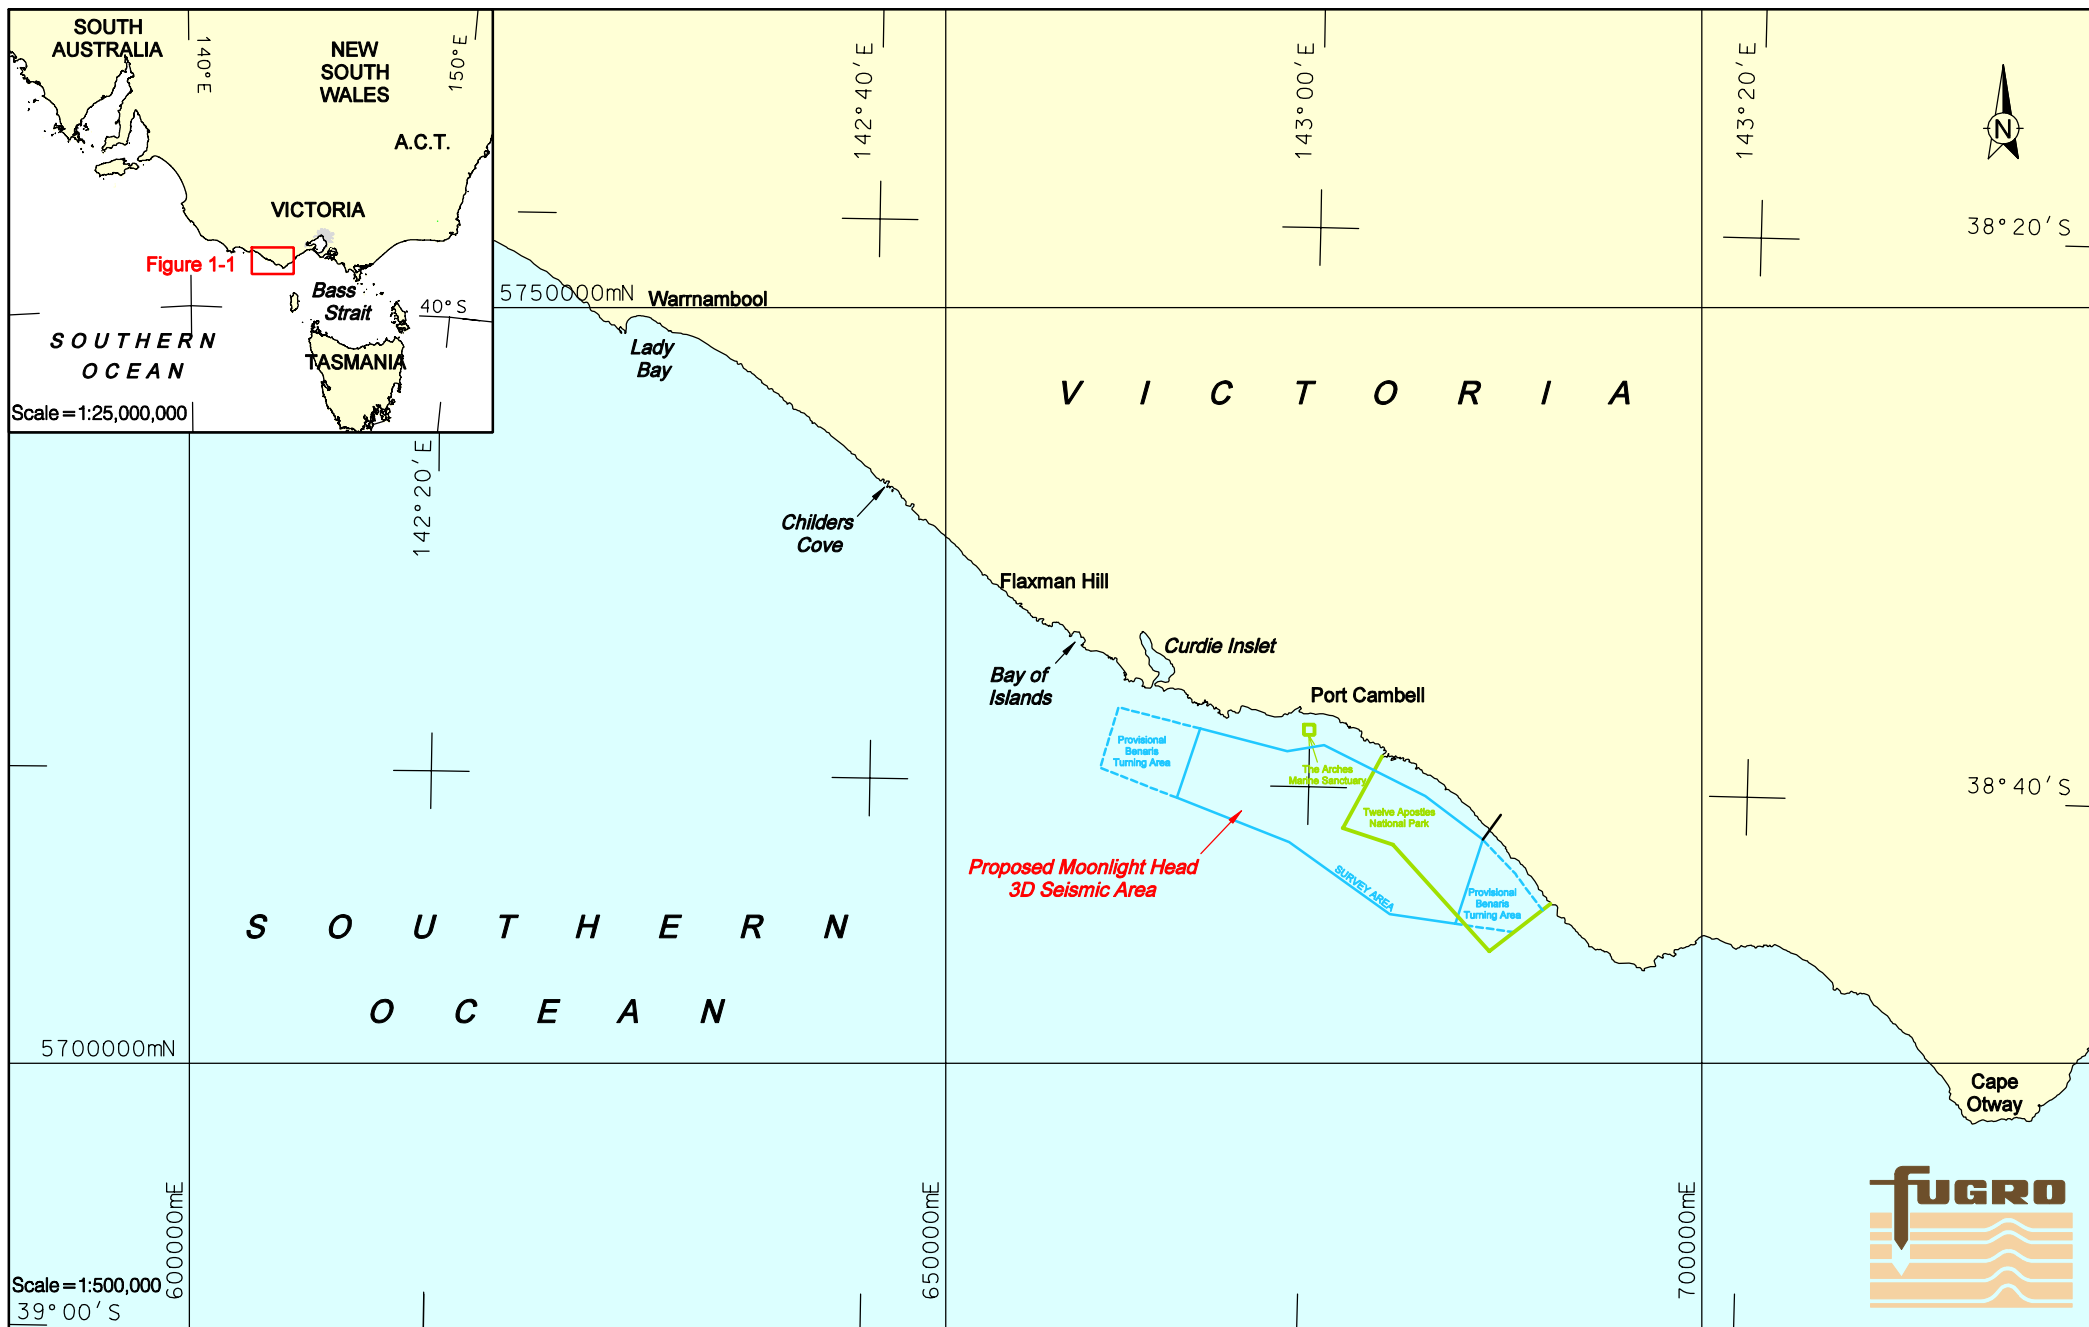 SOUTH
AUSTRALIA
140°E
NEW
SOUTH
WALES
150°E
A.C.T.
VICTORIA
Figure 1-1
Bass
Strait
40°S
SOUTHERN
OCEAN
TASMANIA
Scale=1:25,000,000
142°20'E
142°40'E
143°00'E
143°20'E
N
38°20'S
5750000mN
Warrnambool
Lady
Bay
VICTORIA
Childers
Cove
Flaxman Hill
Curdie Inslet
Bay of
Islands
Port Cambell
Provisional
Benaris
Turning Area
The Arches
Marine Sanctuary
38°40'S
Twelve Apostles
National Park
Proposed Moonlight Head
3D Seismic Area
SURVEY AREA
Provisional
Benaris
Turning Area
SOUTHERN
OCEAN
5700000mN
Cape
Otway
600000mE
650000mE
700000mE
fUGRO
Scale=1:500,000
39°00'S